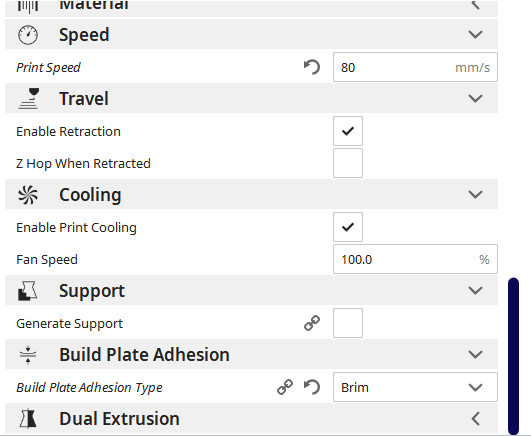 Material
Speed
Print Speed 80 mm/s
Travel
Enable Retraction
Z Hop When Retracted
Cooling
Enable Print Cooling
Fan Speed 100.0 %
Support
Generate Support
Build Plate Adhesion
Build Plate Adhesion Type Brim
Dual Extrusion